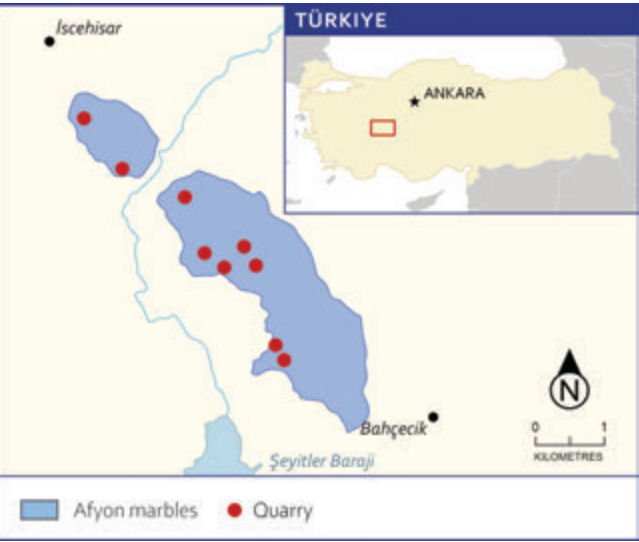 İscehisar
TÜRKIYE
ANKARA
N
0 1
KILOMETRES
Bahçecik
Şeyitler Baraji
Afyon marbles
Quarry